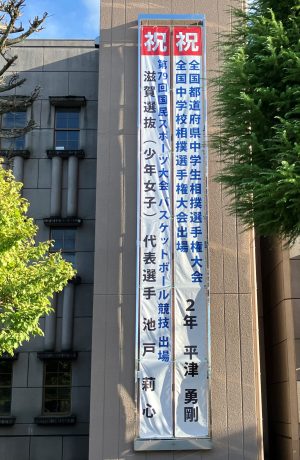 祝
全国都道府県中学生相撲選手権大会
全国中学校相撲選手権大会出場
2年 平津 勇剛
祝
第79回国民スポーツ大会 バスケットボール競技 出場
滋賀選抜(少年女子) 代表選手 池戸 莉心